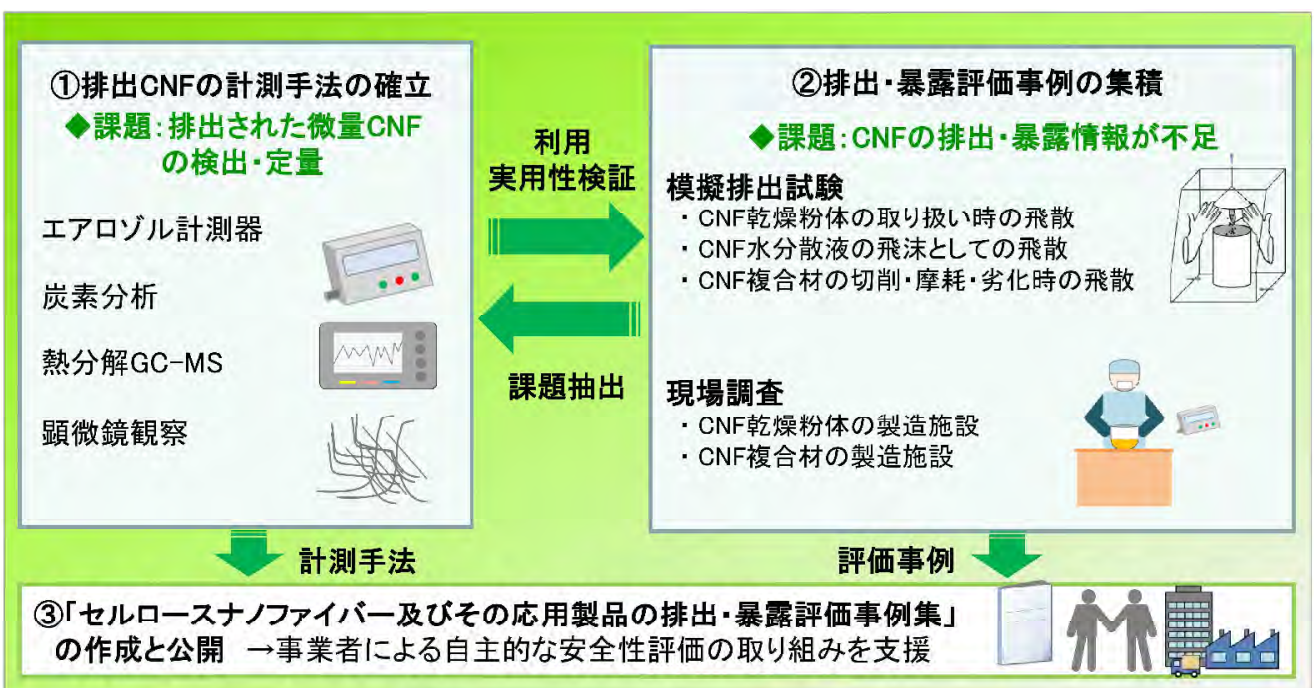 ①排出CNFの計測手法の確立
◆課題：排出された微量CNF
の検出・定量
エアロゾル計測器
炭素分析
熱分解GC-MS
顕微鏡観察
利用
実用性検証
課題抽出
②排出・暴露評価事例の集積
◆課題：CNFの排出・暴露情報が不足
模擬排出試験
・CNF乾燥粉体の取り扱い時の飛散
・CNF水分散液の飛沫としての飛散
・CNF複合材の切削・摩耗・劣化時の飛散
現場調査
・CNF乾燥粉体の製造施設
・CNF複合材の製造施設
計測手法
評価事例
③「セルロースナノファイバー及びその応用製品の排出・暴露評価事例集」
の作成と公開 →事業者による自主的な安全性評価の取り組みを支援